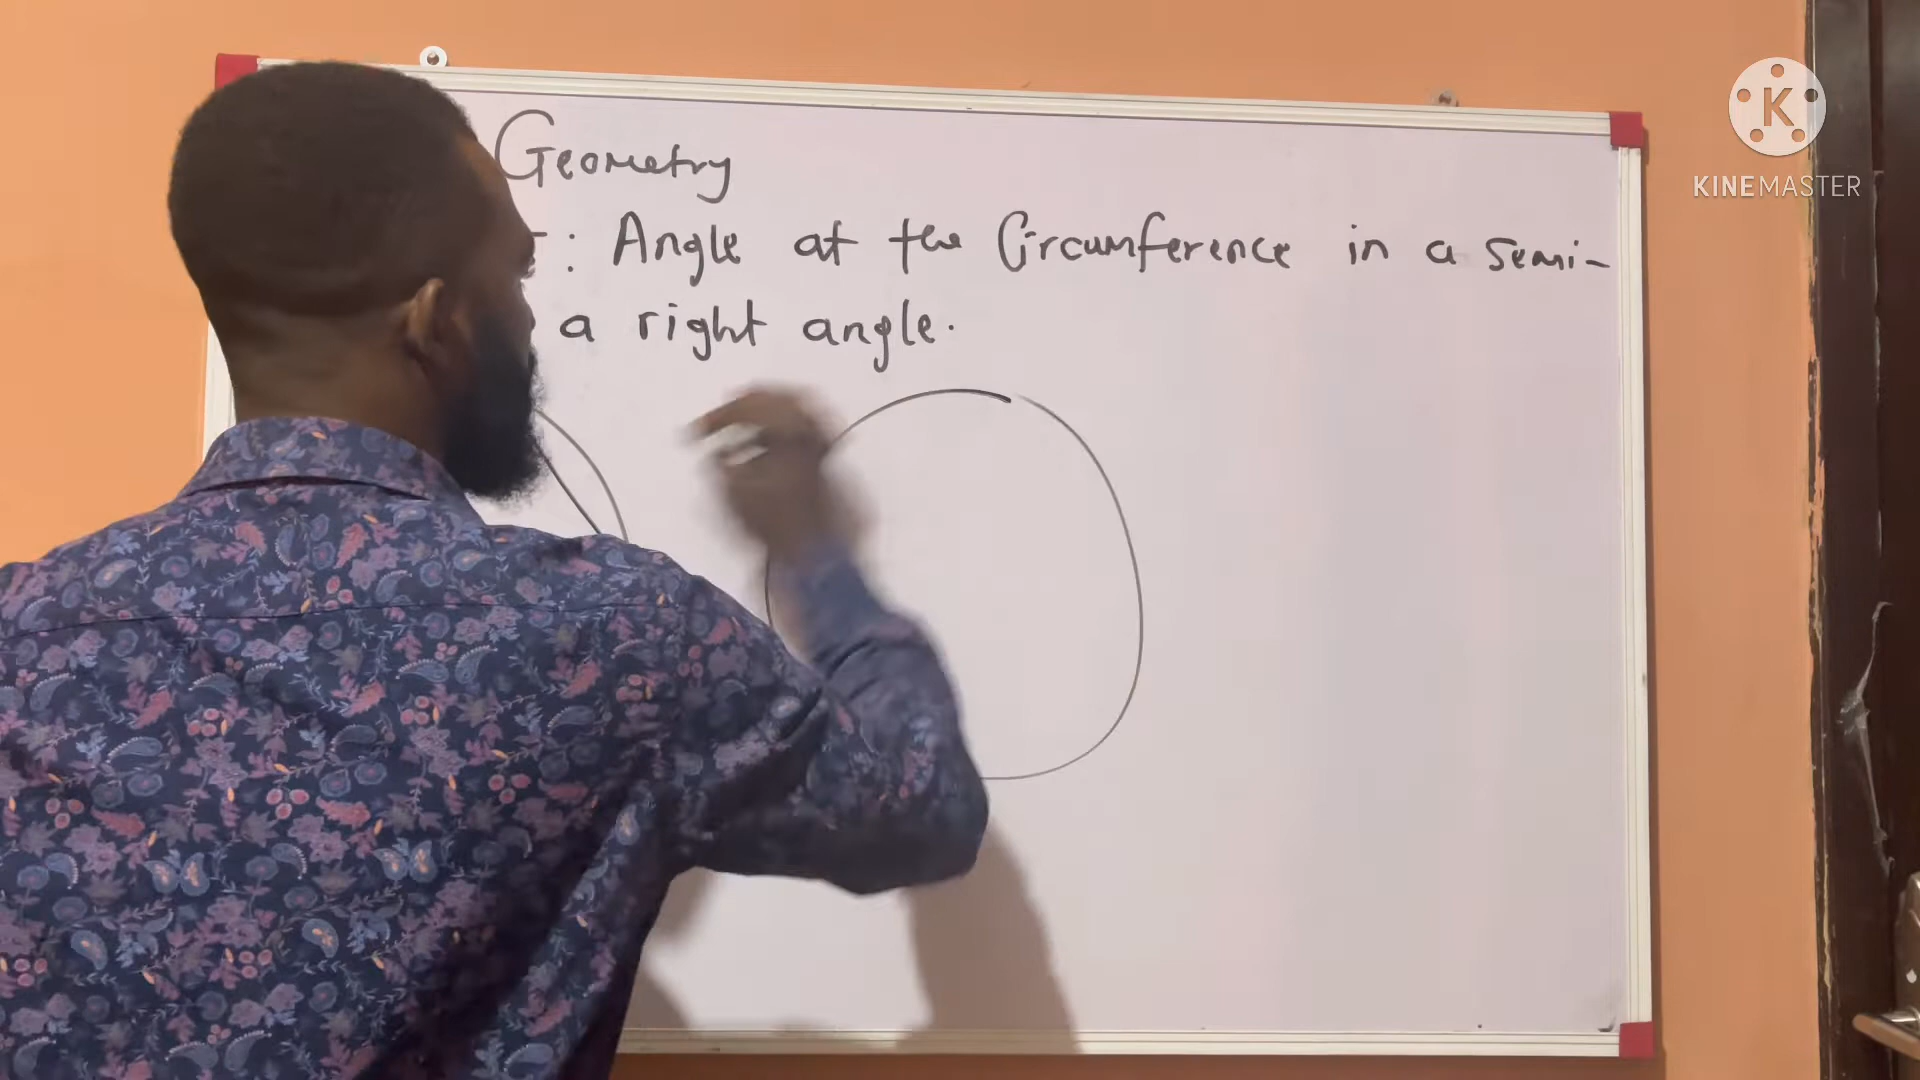 Geometry
: Angle at the Circumference in a semi-
a right angle.
K
KINEMASTER